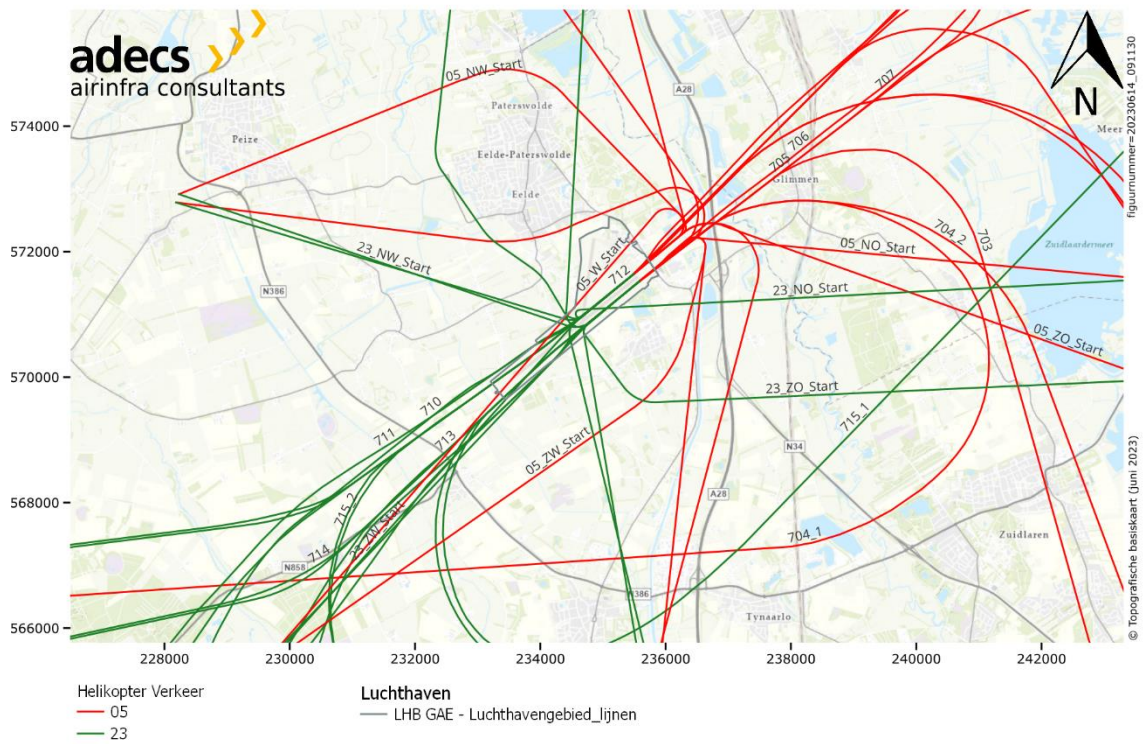 adecs
airinfra consultants
05_NW_Start
A28
707
N
figuurnummer=20230614_091130
574000
Peize
Paterswolde
Eelde-Paterswolde
Eelde
705_706
Glimmen
Meer
572000
23_NW_Start
05_W_Start
712
704_2
703
05_NO_Start
Zuidlaardermeer
N386
23_NO_Start
05_ZO_Start
570000
710
711
713
23_ZO_Start
715_1
05_ZW_Start
N34
568000
715_2
A28
23_ZW_Start
714
704_1
Zuidlaren
N858
N386
Tynaarlo
566000
© Topografische basiskaart (juni 2023)
228000
230000
232000
234000
236000
238000
240000
242000
Helikopter Verkeer
05
23
Luchthaven
LHB GAE - Luchthavengebied_lijnen